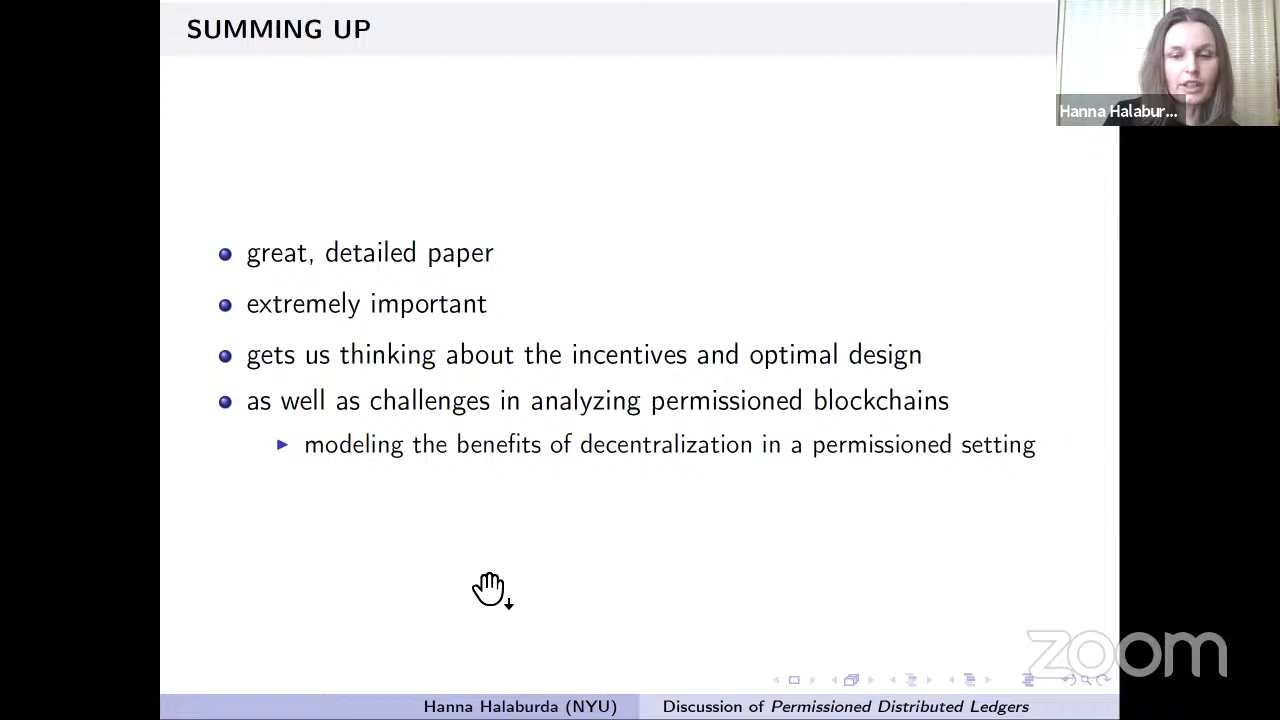 SUMMING UP
Hanna Halabur...
great, detailed paper
extremely important
gets us thinking about the incentives and optimal design
as well as challenges in analyzing permissioned blockchains
modeling the benefits of decentralization in a permissioned setting
zoom
Hanna Halaburda (NYU)
Discussion of Permissioned Distributed Ledgers